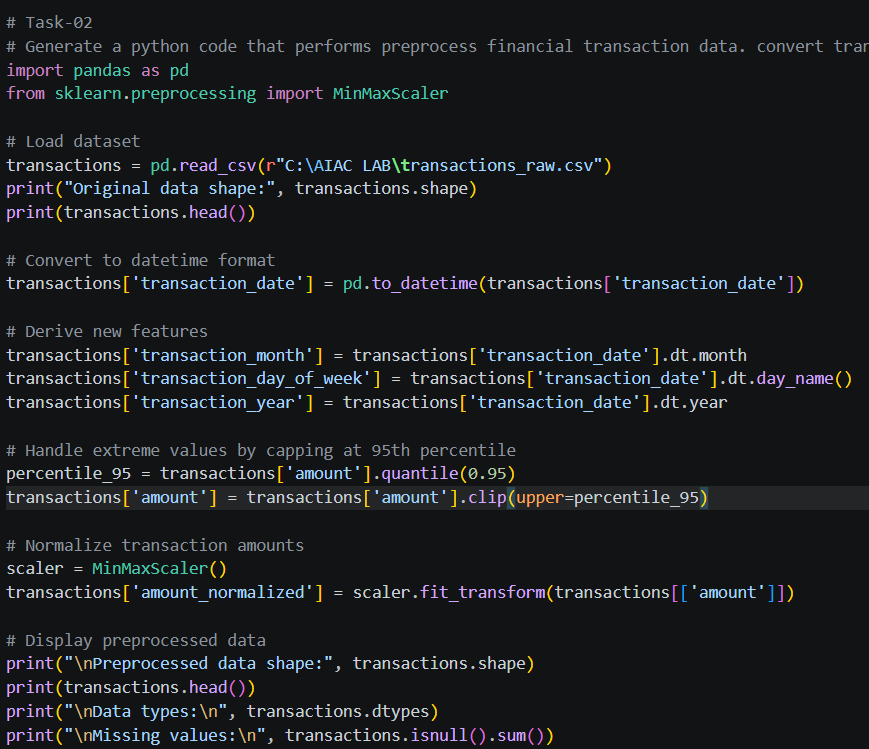 # Task-02
# Generate a python code that performs preprocess financial transaction data. convert
import pandas as pd
from sklearn.preprocessing import MinMaxScaler
# Load dataset
transactions = pd.read_csv(r"C:\AIAC LAB\transactions_raw.csv")
print("Original data shape:", transactions.shape)
print(transactions.head())
# Convert to datetime format
transactions['transaction_date'] = pd.to_datetime(transactions['transaction_date'])
# Derive new features
transactions['transaction_month'] = transactions['transaction_date'].dt.month
transactions['transaction_day_of_week'] = transactions['transaction_date'].dt.day_name()
transactions['transaction_year'] = transactions['transaction_date'].dt.year
# Handle extreme values by capping at 95th percentile
percentile_95 = transactions['amount'].quantile(0.95)
transactions['amount'] = transactions['amount'].clip(upper=percentile_95)
# Normalize transaction amounts
scaler = MinMaxScaler()
transactions['amount_normalized'] = scaler.fit_transform(transactions[['amount']])
# Display preprocessed data
print("\nPreprocessed data shape:", transactions.shape)
print(transactions.head())
print("\nData types:\n", transactions.dtypes)
print("\nMissing values:\n", transactions.isnull().sum())